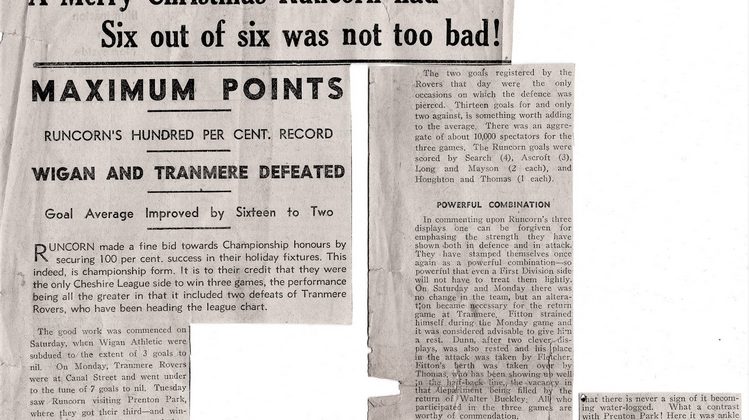 A Merry Christmas Runcorn had
Six out of six was not too bad!
MAXIMUM POINTS
RUNCORN'S HUNDRED PER CENT. RECORD
WIGAN AND TRANMERE DEFEATED
Goal Average Improved by Sixteen to Two
RUNCORN made a fine bid towards Championship honours by
securing 100 per cent. success in their holiday fixtures. This
indeed, is championship form. It is to their credit that they were
the only Cheshire League side to win three games, the performance
being all the greater in that it included two defeats of Tranmere
Rovers, who have been heading the league chart.
The good work was commenced on
Saturday, when Wigan Athletic were
subdued to the extent of 3 goals to
nil. On Monday, Tranmere Rovers
were at Canal Street and went under
to the tune of 7 goals to nil. Tuesday
saw Runcorn visiting Prenton Park,
where they got their third—and win-
The two goals registered by the
Rovers that day were the only
occasions on which the defence was
pierced. Thirteen goals for and only
two against, is something worth adding
to the average. There was an aggre-
gate of about 10,000 spectators for the
three games. The Runcorn goals were
scored by Search (4), Ascroft (3),
Long and Mayson (2 each), and
Houghton and Thomas (1 each).
POWERFUL COMBINATION
In commenting upon Runcorn's three
displays one can be forgiven for
emphasing the strength they have
shown both in defence and in attack.
They have stamped themselves once
again as a powerful combination—so
powerful that even a First Division side
will not have to treat them lightly.
On Saturday and Monday there was
no change in the team, but an altera-
tion became necessary for the return
game at Tranmere. Fitton strained
himself during the Monday game and
it was considered advisable to give him
a rest. Dunn, after two clever dis-
plays, was also rested and his place
in the attack was taken by Fletcher.
Fitton's berth was taken over by
Thomas, who has been showing up well
in the half-back line, the vacancy in
that department being filled by the
return of Walter Buckley. All who
participated in the three games are
worthy of commendation.
that there is never a sign of it becom-
ing water-logged. What a contrast
with Prenton Park! Here it was ankle